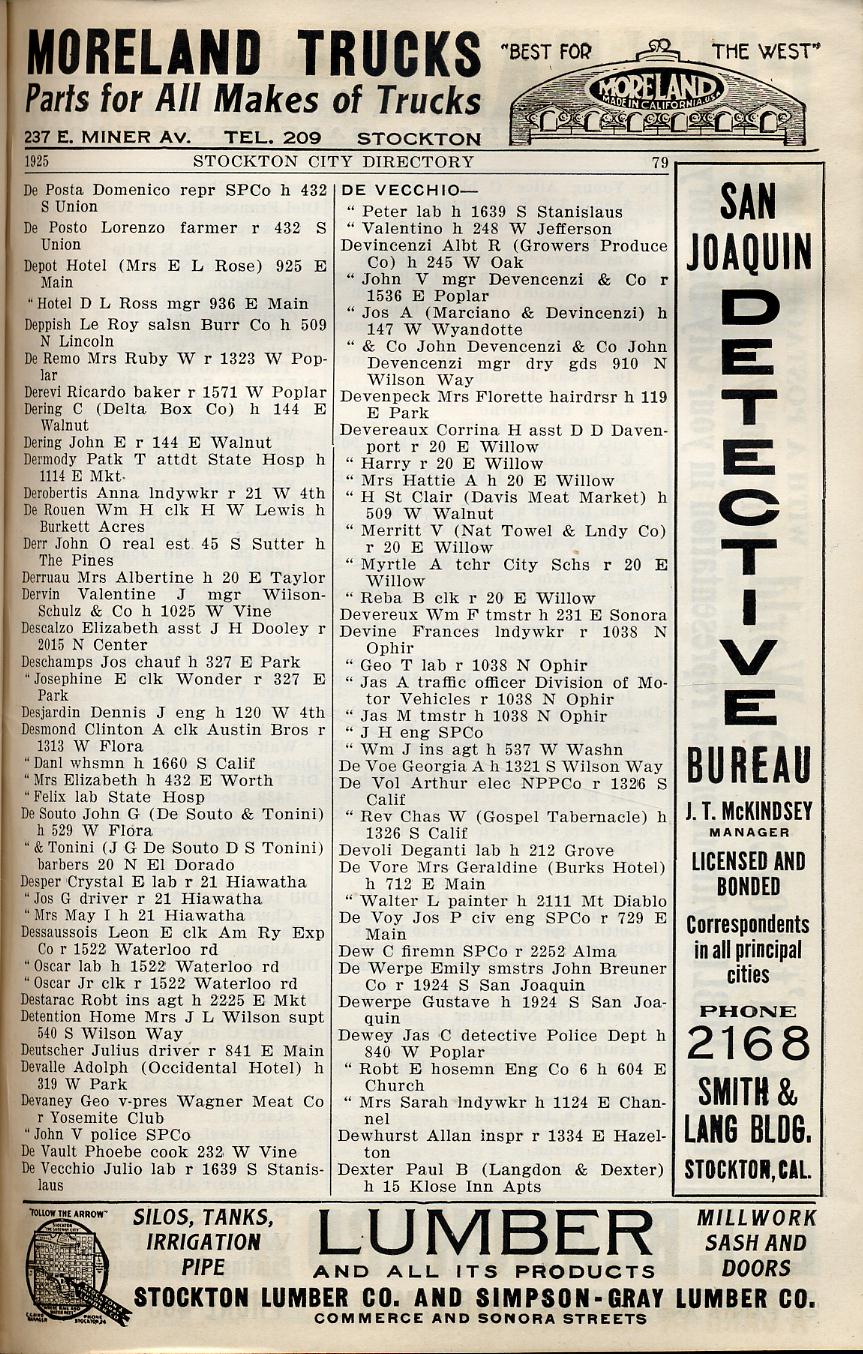 MORELAND TRUCKS
Parts for All Makes of Trucks
237 E. MINER AV. TEL. 209 STOCKTON
"BEST FOR THE WEST"
MORELAND
MADE IN CALIFORNIA, U.S.
1925 STOCKTON CITY DIRECTORY 79
De Posta Domenico repr SPCo h 432
S Union
De Posto Lorenzo farmer r 432 S
Union
Depot Hotel (Mrs E L Rose) 925 E
Main
" Hotel D L Ross mgr 936 E Main
Deppish Le Roy salsn Burr Co h 509
N Lincoln
De Remo Mrs Ruby W r 1323 W Pop-
lar
Derevi Ricardo baker r 1571 W Poplar
Dering C (Delta Box Co) h 144 E
Walnut
Dering John E r 144 E Walnut
Dermody Patk T attdt State Hosp h
1114 E Mkt
Derobertis Anna lndywkr r 21 W 4th
De Rouen Wm H clk H W Lewis h
Burkett Acres
Derr John O real est 45 S Sutter h
The Pines
Derruau Mrs Albertine h 20 E Taylor
Dervin Valentine J mgr Wilson-
Schulz & Co h 1025 W Vine
Descalzo Elizabeth asst J H Dooley r
2015 N Center
Deschamps Jos chauf h 327 E Park
" Josephine E clk Wonder r 327 E
Park
Desjardin Dennis J eng h 120 W 4th
Desmond Clinton A clk Austin Bros r
1313 W Flora
" Danl whsmn h 1660 S Calif
" Mrs Elizabeth h 432 E Worth
" Felix lab State Hosp
De Souto John G (De Souto & Tonini)
h 529 W Flora
" & Tonini (J G De Souto D S Tonini)
barbers 20 N El Dorado
Desper Crystal E lab r 21 Hiawatha
" Jos G driver r 21 Hiawatha
" Mrs May I h 21 Hiawatha
Dessaussois Leon E clk Am Ry Exp
Co r 1522 Waterloo rd
" Oscar lab h 1522 Waterloo rd
" Oscar Jr clk r 1522 Waterloo rd
Destarac Robt ins agt h 2225 E Mkt
Detention Home Mrs J L Wilson supt
540 S Wilson Way
Deutscher Julius driver r 841 E Main
Devalle Adolph (Occidental Hotel) h
319 W Park
Devaney Geo v-pres Wagner Meat Co
r Yosemite Club
" John V police SPCo
De Vault Phoebe cook 232 W Vine
De Vecchio Julio lab r 1639 S Stanis-
laus
DE VECCHIO—
" Peter lab h 1639 S Stanislaus
" Valentino h 248 W Jefferson
Devincenzi Albt R (Growers Produce
Co) h 245 W Oak
" John V mgr Devencenzi & Co r
1536 E Poplar
" Jos A (Marciano & Devincenzi) h
147 W Wyandotte
" & Co John Devencenzi & Co John
Devencenzi mgr dry gds 910 N
Wilson Way
Devenpeck Mrs Florette hairdrsr h 119
E Park
Devereaux Corrina H asst D D Daven-
port r 20 E Willow
" Harry r 20 E Willow
" Mrs Hattie A h 20 E Willow
" H St Clair (Davis Meat Market) h
509 W Walnut
" Merritt V (Nat Towel & Lndy Co)
r 20 E Willow
" Myrtle A tchr City Schs r 20 E
Willow
" Reba B clk r 20 E Willow
Devereux Wm F tmstr h 231 E Sonora
Devine Frances lndywkr r 1038 N
Ophir
" Geo T lab r 1038 N Ophir
" Jas A traffic officer Division of Mo-
tor Vehicles r 1038 N Ophir
" Jas M tmstr h 1038 N Ophir
" J H eng SPCo
" Wm J ins agt h 537 W Washn
De Voe Georgia A h 1321 S Wilson Way
De Vol Arthur elec NPPCo r 1326 S
Calif
" Rev Chas W (Gospel Tabernacle) h
1326 S Calif
Devoli Deganti lab h 212 Grove
De Vore Mrs Geraldine (Burks Hotel)
h 712 E Main
" Walter L painter h 2111 Mt Diablo
De Voy Jos P civ eng SPCo r 729 E
Main
Dew C firemn SPCo r 2252 Alma
De Werpe Emily smstrs John Breuner
Co r 1924 S San Joaquin
Dewerpe Gustave h 1924 S San Joa-
quin
Dewey Jas C detective Police Dept h
840 W Poplar
" Robt E hosemn Eng Co 6 h 604 E
Church
" Mrs Sarah lndywkr h 1124 E Chan-
nel
Dewhurst Allan inspr r 1334 E Hazel-
ton
Dexter Paul B (Langdon & Dexter)
h 15 Klose Inn Apts
SAN
JOAQUIN
DETECTIVE
BUREAU
J. T. McKINDSEY
MANAGER
LICENSED AND
BONDED
Correspondents
in all principal
cities
PHONE
2168
SMITH &
LANG BLDG.
STOCKTON, CAL.
"FOLLOW THE ARROW"
SILOS, TANKS,
IRRIGATION
PIPE
LUMBER
AND ALL ITS PRODUCTS
MILLWORK
SASH AND
DOORS
STOCKTON LUMBER CO. AND SIMPSON-GRAY LUMBER CO.
COMMERCE AND SONORA STREETS